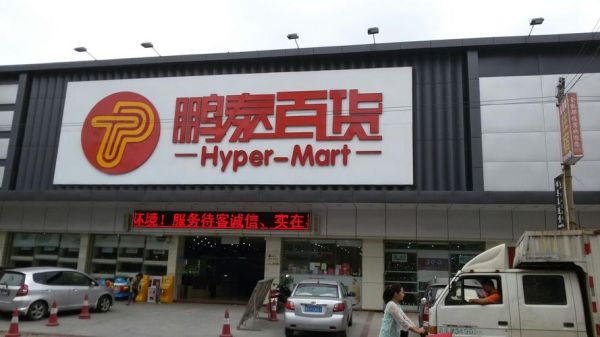 鹏泰百货
Hyper-Mart
环境！服务待客诚信、实在